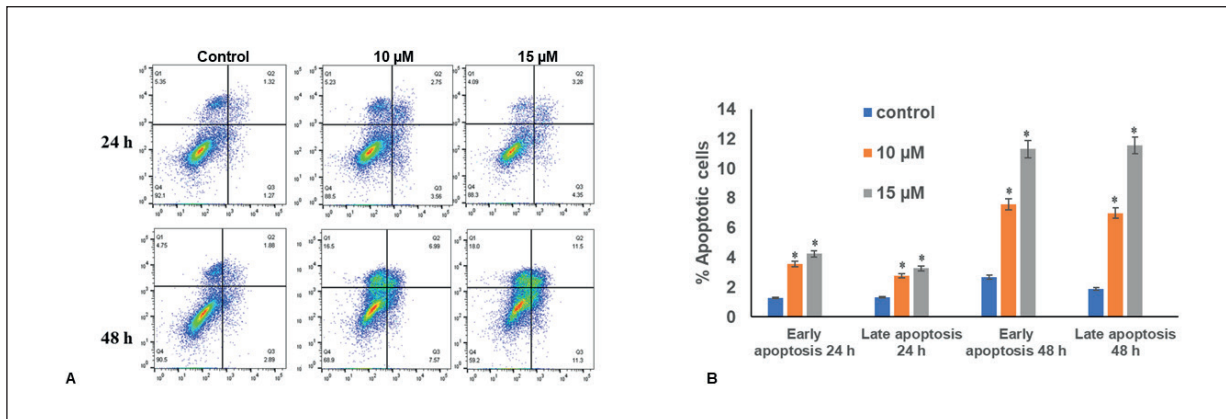 Control 10 µM 15 µM
24 h
Q1 5.35 Q2 1.32
Q4 92.1 Q3 1.27
Q1 5.23 Q2 2.75
Q4 88.5 Q3 3.56
Q1 4.09 Q2 3.28
Q4 88.3 Q3 4.35
48 h
Q1 4.75 Q2 1.88
Q4 90.5 Q3 2.69
Q1 16.5 Q2 6.99
Q4 68.9 Q3 7.57
Q1 18.0 Q2 11.5
Q4 59.2 Q3 11.3
A
% Apoptotic cells
14
12
10
8
6
4
2
0
control
10 µM
15 µM
* * * * * * * *
Early apoptosis 24 h
Late apoptosis 24 h
Early apoptosis 48 h
Late apoptosis 48 h
B